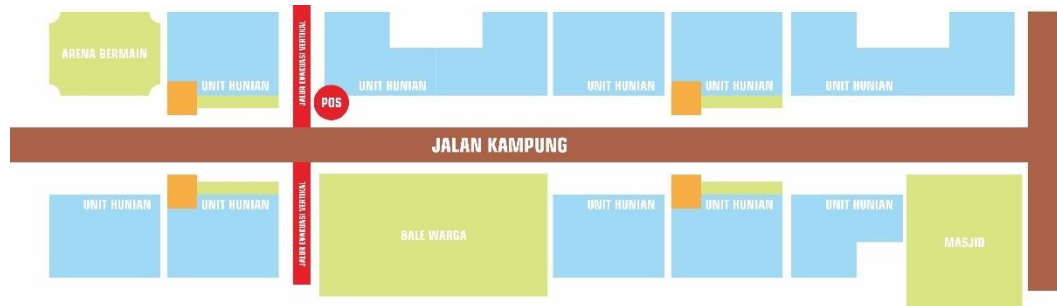 ARENA BERMAIN
UNIT HUNIAN
JALUR EVAKUASI VERTIKAL
UNIT HUNIAN
UNIT HUNIAN
UNIT HUNIAN
UNIT HUNIAN
POS
JALAN KAMPUNG
UNIT HUNIAN
UNIT HUNIAN
JALUR EVAKUASI VERTIKAL
BALE WARGA
UNIT HUNIAN
UNIT HUNIAN
UNIT HUNIAN
MASJID